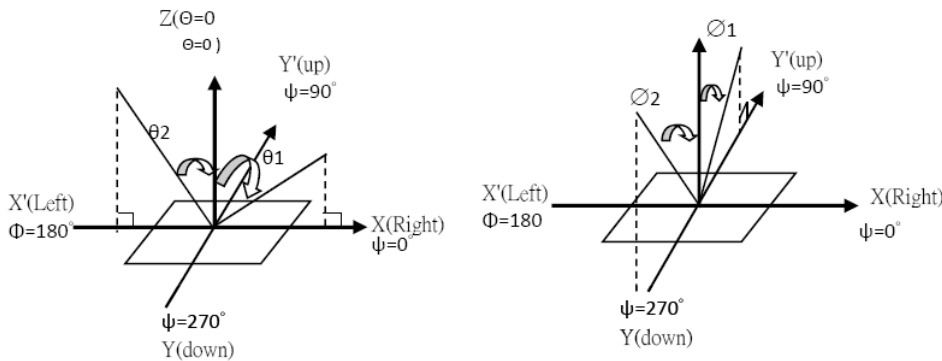 Z(Θ=0
Θ=0 )
Y'(up)
ψ=90°
θ2
θ1
X'(Left)
Φ=180°
X(Right)
ψ=0°
ψ=270°
Y(down)
∅1
Y'(up)
ψ=90°
∅2
X'(Left)
Φ=180
X(Right)
ψ=0°
ψ=270°
Y(down)